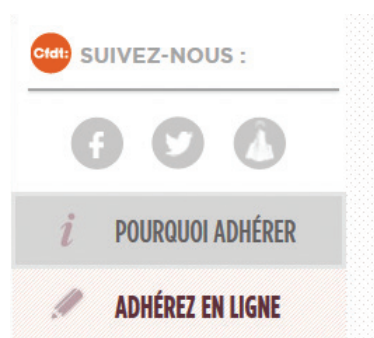 Cfdt: SUIVEZ-NOUS :
f
i POURQUOI ADHÉRER
ADHÉREZ EN LIGNE